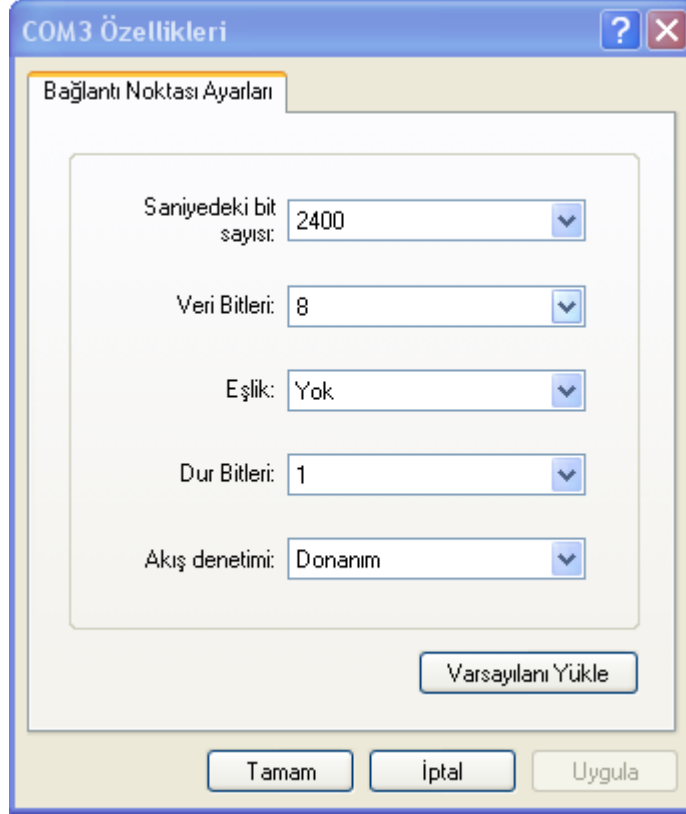 COM3 Özellikleri
Bağlantı Noktası Ayarları
Saniyedeki bit
sayısı:
2400
Veri Bitleri: 8
Eşlik: Yok
Dur Bitleri: 1
Akış denetimi: Donanım
Varsayılanı Yükle
Tamam İptal Uygula